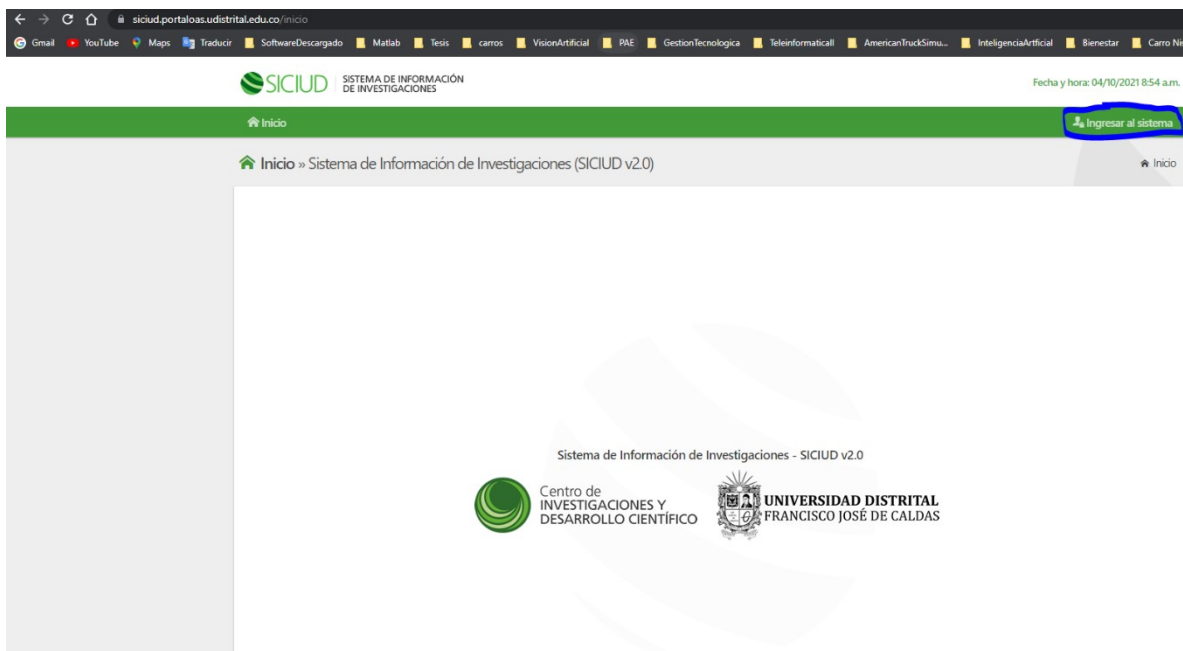 siciud.portaloas.udistrital.edu.co/inicio
Gmail YouTube Maps Traducir SoftwareDescargado Matlab Tesis carros VisionArtificial PAE GestionTecnologica TeleinformaticaII AmericanTruckSimu... InteligenciaArtficial Bienestar Carro Ni
SICIUD SISTEMA DE INFORMACIÓN
DE INVESTIGACIONES
Fecha y hora: 04/10/2021 8:54 a.m.
Inicio Ingresar al sistema
Inicio » Sistema de Información de Investigaciones (SICIUD v2.0) Inicio
Sistema de Información de Investigaciones - SICIUD v2.0
Centro de
INVESTIGACIONES Y
DESARROLLO CIENTÍFICO
UNIVERSIDAD DISTRITAL
FRANCISCO JOSÉ DE CALDAS